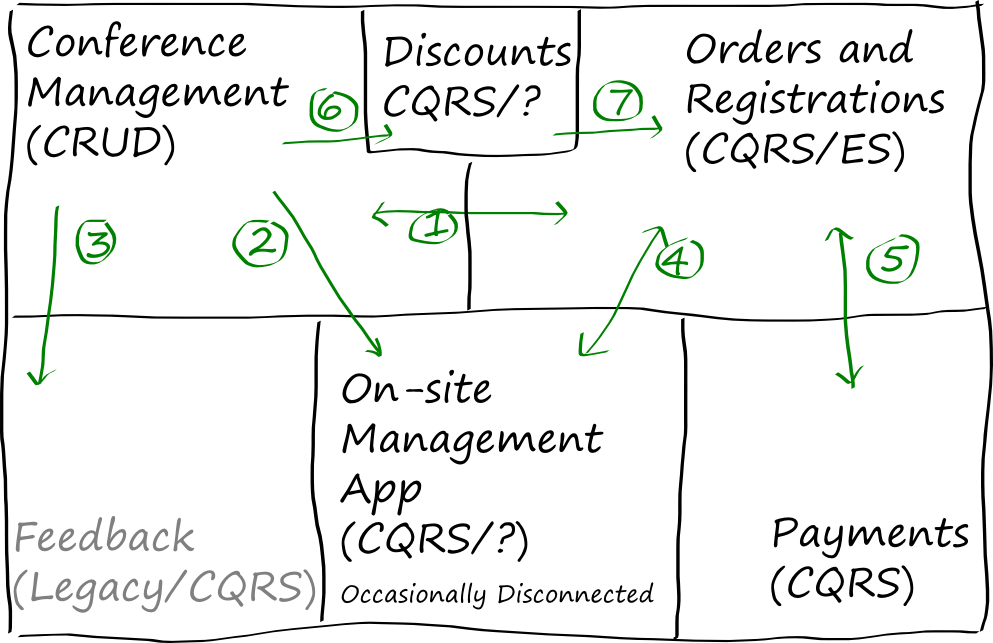 Conference
Management
(CRUD)
⑥
Discounts
CQRS/?
⑦
Orders and
Registrations
(CQRS/ES)
③
②
①
④
⑤
Feedback
(Legacy/CQRS)
On-site
Management
App
(CQRS/?)
Occasionally Disconnected
Payments
(CQRS)